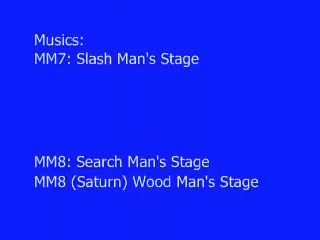 Musics:
MM7: Slash Man's Stage
MM8: Search Man's Stage
MM8 (Saturn) Wood Man's Stage